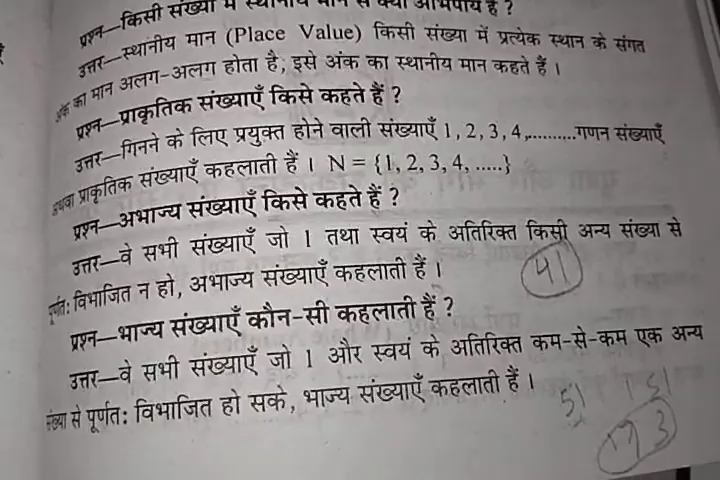 प्रश्न—किसी संख्या में स्थानीय मान से क्या अभिप्राय है ?
उत्तर—स्थानीय मान (Place Value) किसी संख्या में प्रत्येक स्थान के संगत
अंक का मान अलग-अलग होता है, इसे अंक का स्थानीय मान कहते हैं ।
प्रश्न—प्राकृतिक संख्याएँ किसे कहते हैं ?
उत्तर—गिनने के लिए प्रयुक्त होने वाली संख्याएँ 1, 2, 3, 4,..........गणन संख्याएँ
अथवा प्राकृतिक संख्याएँ कहलाती हैं । N = {1, 2, 3, 4, .....}
प्रश्न—अभाज्य संख्याएँ किसे कहते हैं ?
उत्तर—वे सभी संख्याएँ जो 1 तथा स्वयं के अतिरिक्त किसी अन्य संख्या से
पूर्णत: विभाजित न हो, अभाज्य संख्याएँ कहलाती हैं ।
41
प्रश्न—भाज्य संख्याएँ कौन-सी कहलाती हैं ?
उत्तर—वे सभी संख्याएँ जो 1 और स्वयं के अतिरिक्त कम-से-कम एक अन्य
संख्या से पूर्णत: विभाजित हो सके, भाज्य संख्याएँ कहलाती हैं ।
51